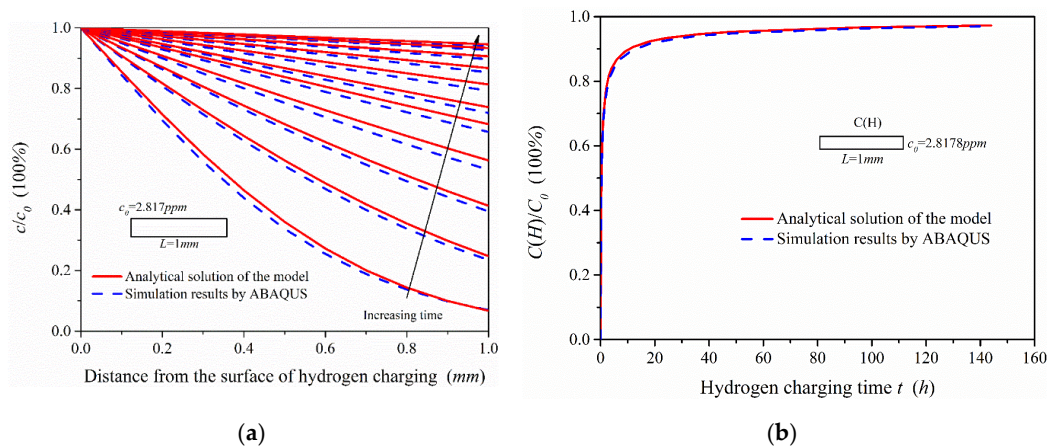 (a)
c/c0 (100%)
1.0
0.8
0.6
0.4
0.2
0.0
c0=2.817ppm
L=1mm
Analytical solution of the model
Simulation results by ABAQUS
Increasing time
0.0 0.2 0.4 0.6 0.8 1.0
Distance from the surface of hydrogen charging (mm)
(b)
C(H)/C0 (100%)
1.0
0.8
0.6
0.4
0.2
0.0
C(H)
c0=2.8178ppm
L=1mm
Analytical solution of the model
Simulation results by ABAQUS
0 20 40 60 80 100 120 140 160
Hydrogen charging time t (h)